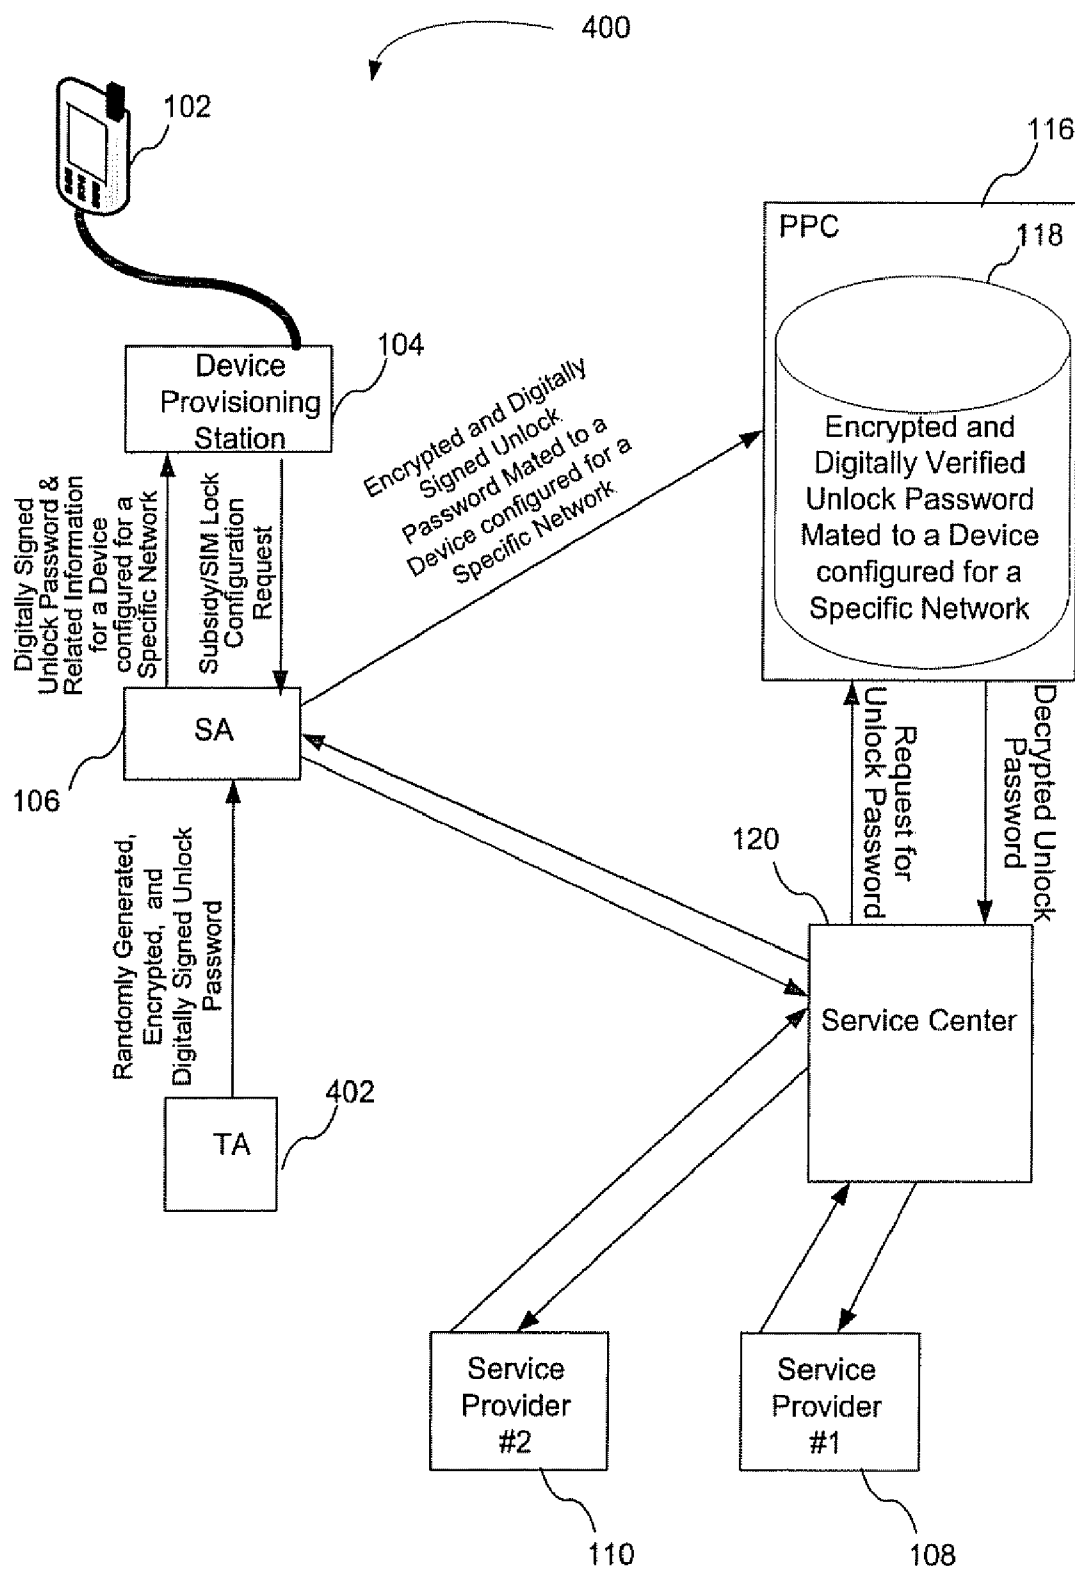 400
102
116
PPC
118
Device
Provisioning
Station
104
Encrypted and Digitally
Signed Unlock
Password Mated to a
Device configured for a
Specific Network
Encrypted and
Digitally Verified
Unlock Password
Mated to a Device
configured for a
Specific Network
Digitally Signed
Unlock Password &
Related Information
for a Device
configured for a
Specific Network
Subsidy/SIM Lock
Configuration
Request
SA
106
Request for
Unlock Password
Decrypted Unlock
Password
120
Randomly Generated,
Encrypted, and
Digitally Signed Unlock
Password
Service Center
TA
402
Service
Provider
#2
Service
Provider
#1
110
108